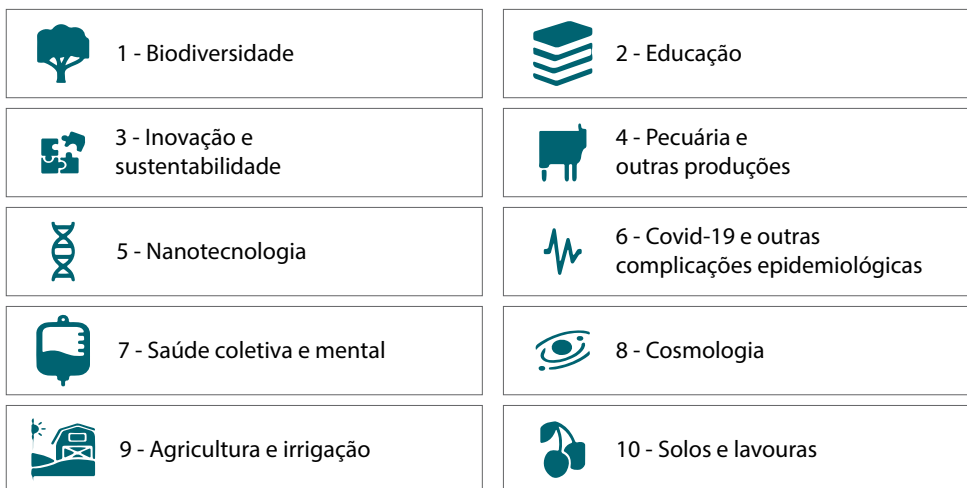 1 - Biodiversidade
2 - Educação
3 - Inovação e
sustentabilidade
4 - Pecuária e
outras produções
5 - Nanotecnologia
6 - Covid-19 e outras
complicações epidemiológicas
7 - Saúde coletiva e mental
8 - Cosmologia
9 - Agricultura e irrigação
10 - Solos e lavouras